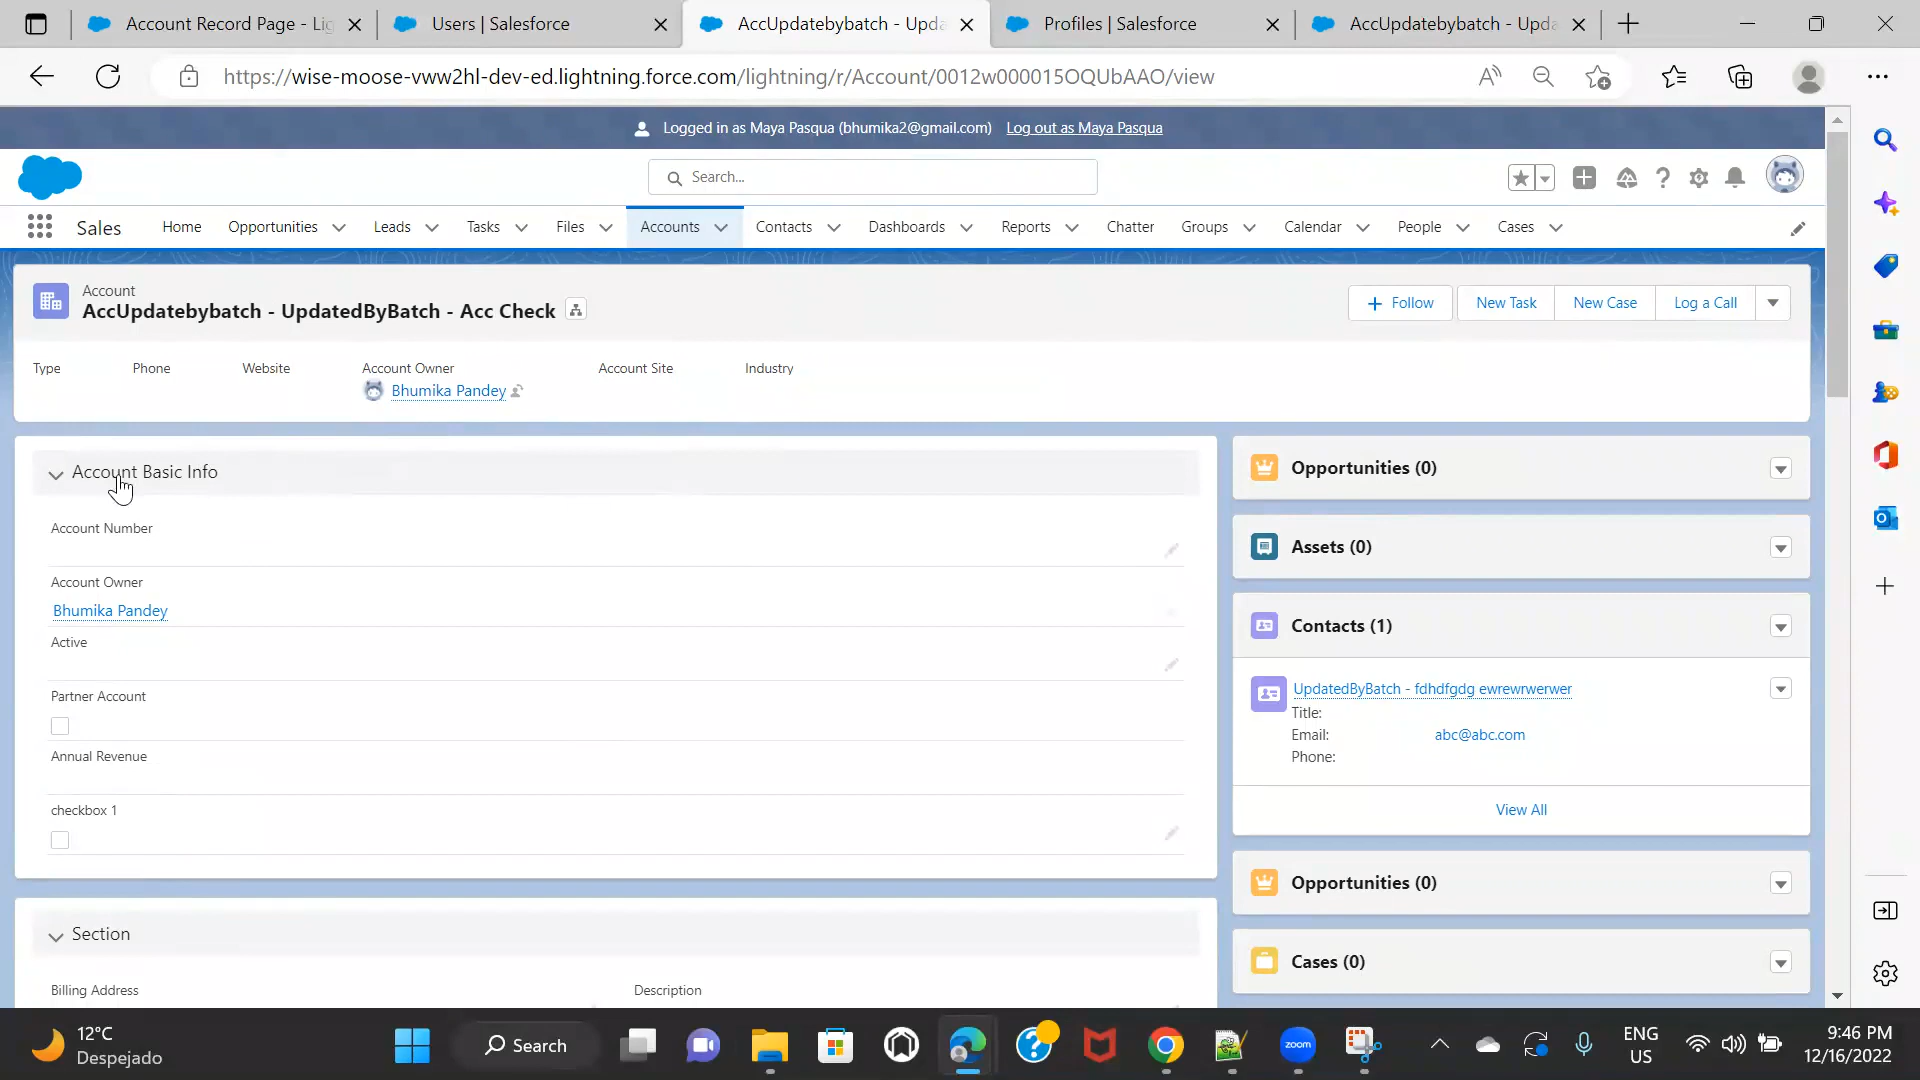 Account Record Page - Lig
Users | Salesforce
AccUpdatebybatch - Upda
Profiles | Salesforce
AccUpdatebybatch - Upda
https://wise-moose-vww2hl-dev-ed.lightning.force.com/lightning/r/Account/0012w000015OQUbAAO/view
Logged in as Maya Pasqua (bhumika2@gmail.com) Log out as Maya Pasqua
Search...
Sales Home Opportunities Leads Tasks Files Accounts Contacts Dashboards Reports Chatter Groups Calendar People Cases
Account
AccUpdatebybatch - UpdatedByBatch - Acc Check
Follow New Task New Case Log a Call
Type Phone Website Account Owner Account Site Industry
Bhumika Pandey
Account Basic Info
Account Number
Account Owner
Bhumika Pandey
Active
Partner Account
Annual Revenue
checkbox 1
Section
Billing Address Description
Opportunities (0)
Assets (0)
Contacts (1)
UpdatedByBatch - fdhdfgdg ewrewrwerwer
Title:
Email: abc@abc.com
Phone:
View All
Opportunities (0)
Cases (0)
12°C
Despejado
Search
zoom
ENG
US
9:46 PM
12/16/2022